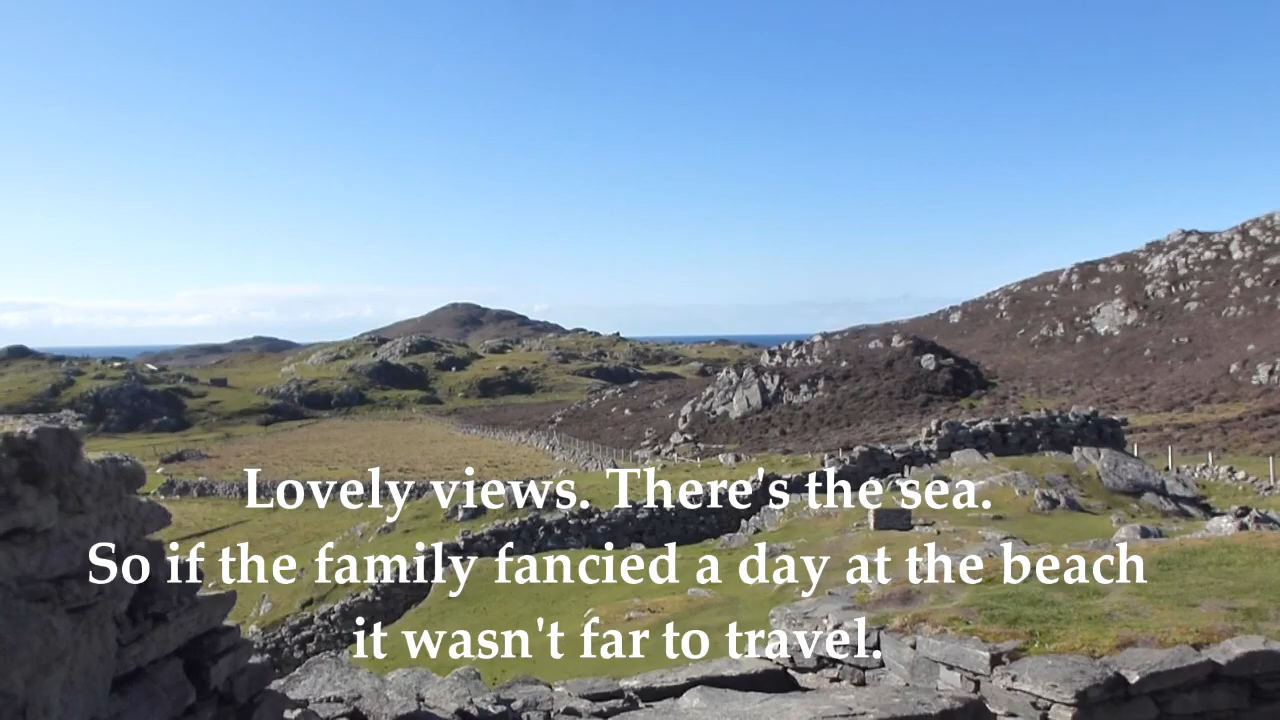 Lovely views. There's the sea.
So if the family fancied a day at the beach
it wasn't far to travel.